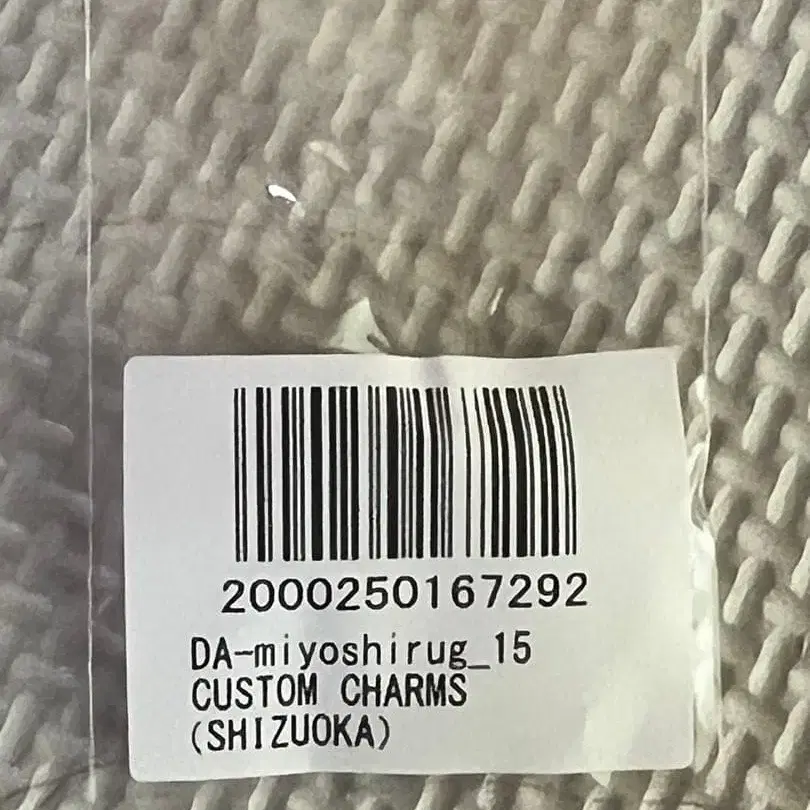 2000250167292
DA-miyoshirug_15
CUSTOM CHARMS
(SHIZUOKA)